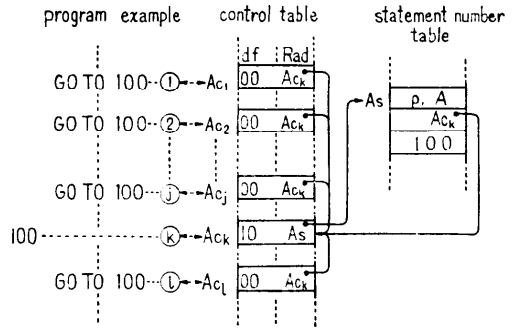 program example control table statement number table
df Rad
GO TO 100 1 Ac1 00 Ack
As p. A
GO TO 100 2 Ac2 00 Ack
Ack
100
GO TO 100 j Acj 00 Ack
100 k Ack 10 As
GO TO 100 l Acl 00 Ack